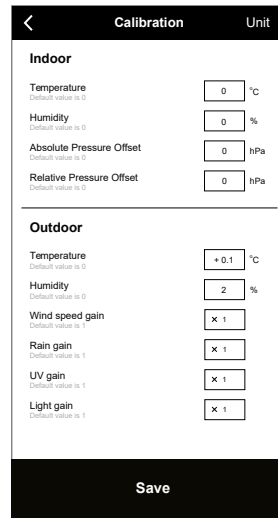 Calibration Unit
Indoor
Temperature 0 °C
Default value is 0
Humidity 0 %
Default value is 0
Absolute Pressure Offset 0 hPa
Default value is 0
Relative Pressure Offset 0 hPa
Default value is 0
Outdoor
Temperature + 0.1 °C
Default value is 0
Humidity 2 %
Default value is 0
Wind speed gain × 1
Default value is 1
Rain gain × 1
Default value is 1
UV gain × 1
Default value is 1
Light gain × 1
Default value is 1
Save